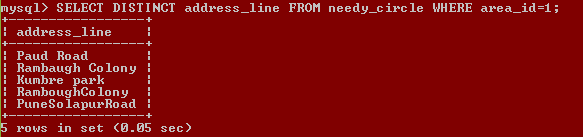 mysql> SELECT DISTINCT address_line FROM needy_circle WHERE area_id=1;
+------------------+
| address_line     |
+------------------+
| Paud Road        |
| Rambaugh Colony  |
| Kumbre park      |
| RamboughColony   |
| PuneSolapurRoad  |
+------------------+
5 rows in set (0.05 sec)